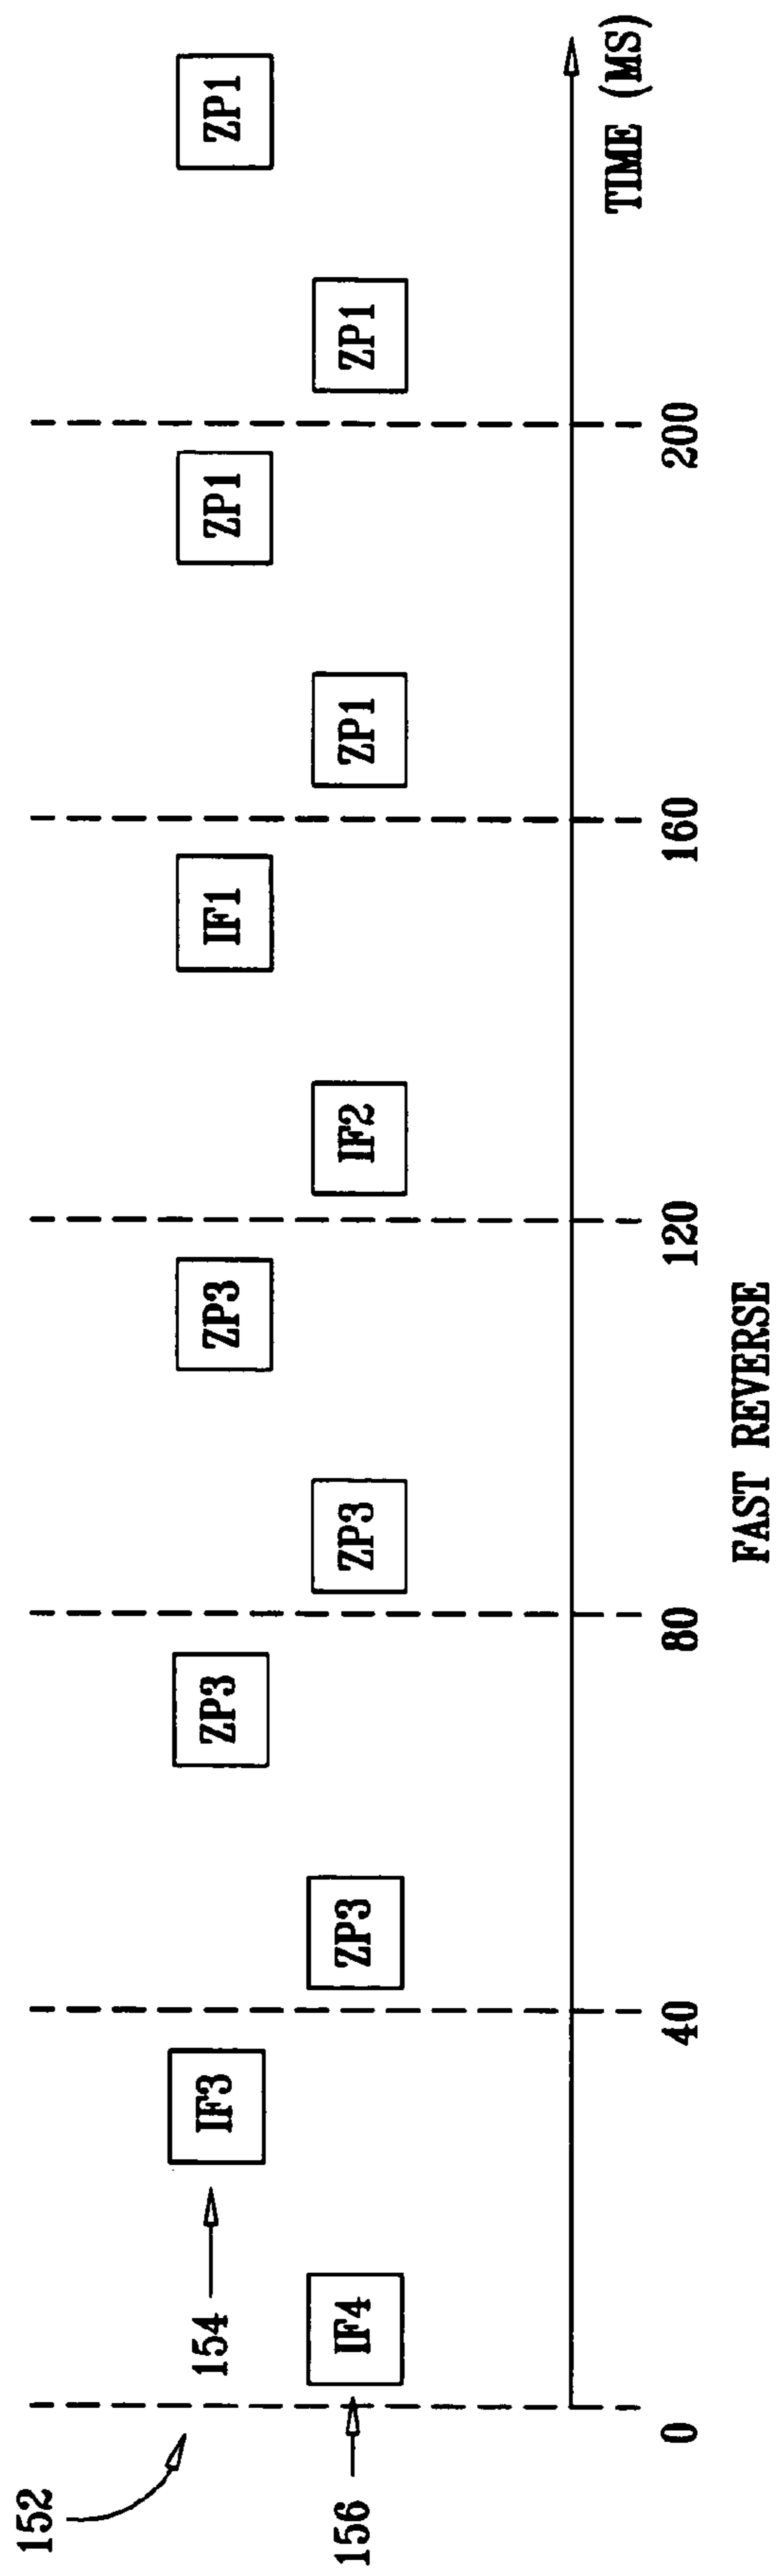 152
154
IF3 ZP3 ZP3 IF1 ZP1 ZP1
156
IF4 ZP3 ZP3 IF2 ZP1 ZP1
0 40 80 120 160 200
TIME (MS)
FAST REVERSE